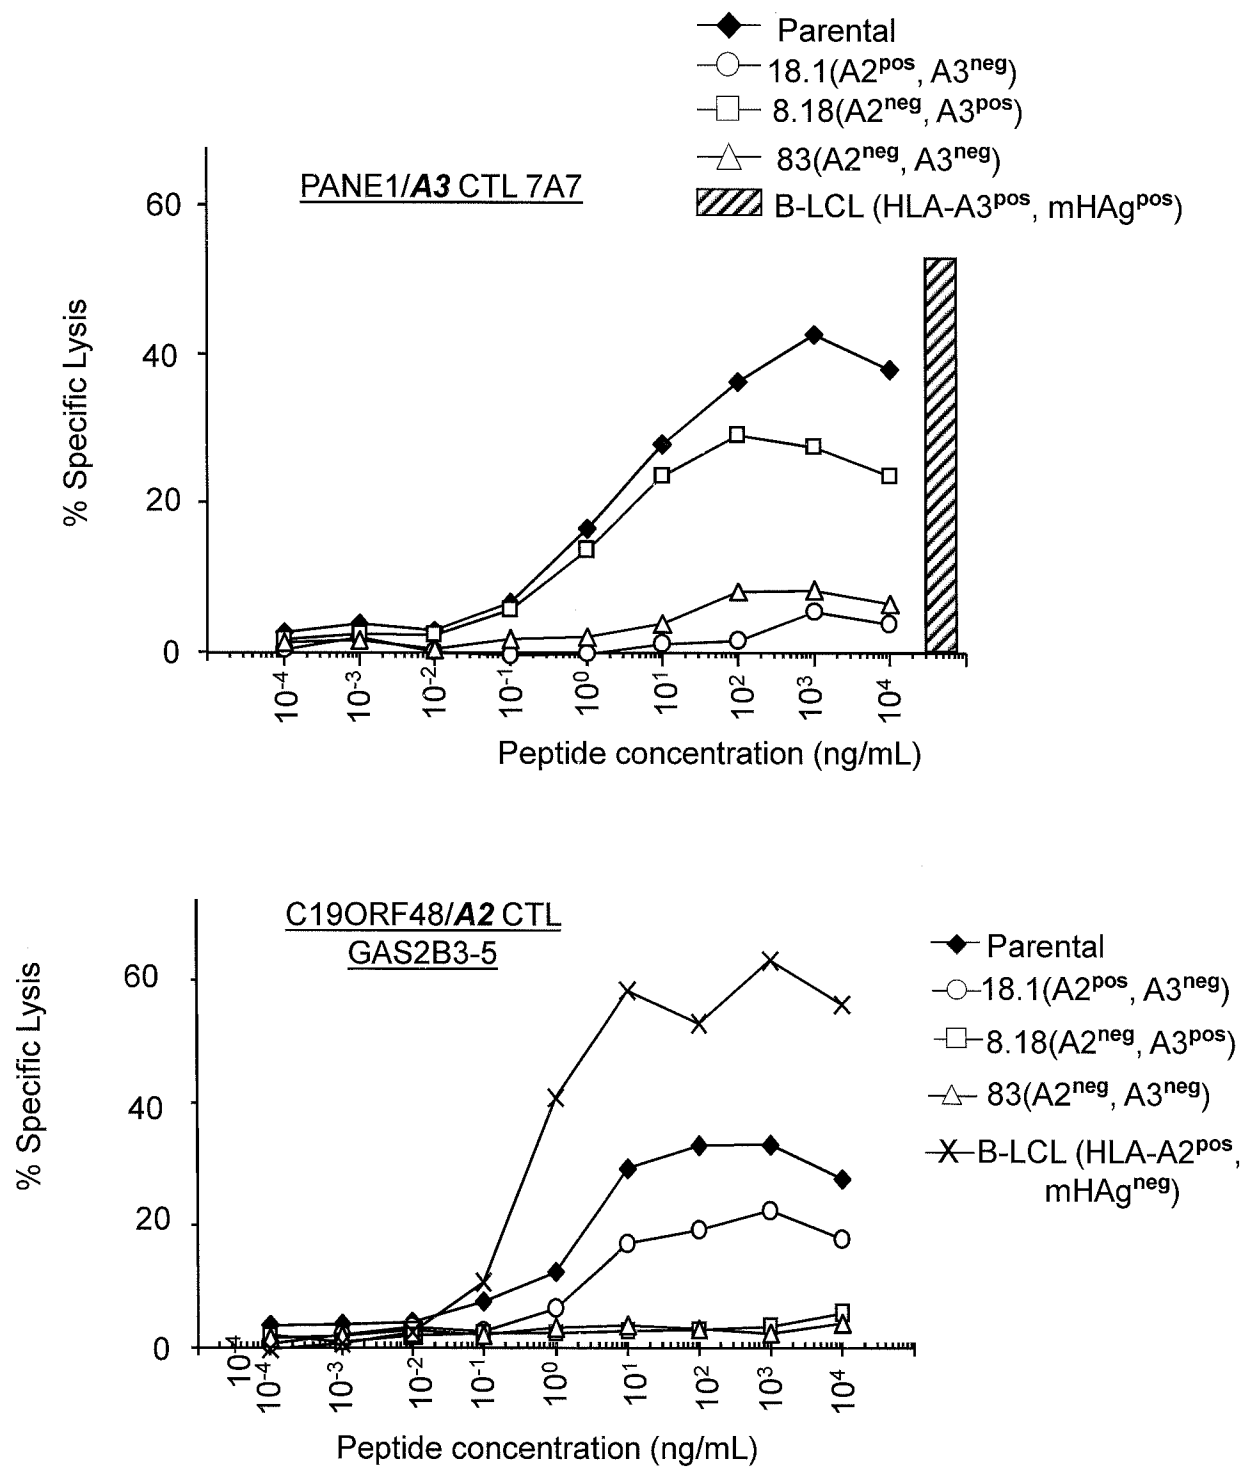 Parental
18.1(A2pos, A3neg)
8.18(A2neg, A3pos)
83(A2neg, A3neg)
B-LCL (HLA-A3pos, mHAgpos)
PANE1/A3 CTL 7A7
% Specific Lysis
60
40
20
0
10-4
10-3
10-2
10-1
100
101
102
103
104
Peptide concentration (ng/mL)
C19ORF48/A2 CTL
GAS2B3-5
Parental
18.1(A2pos, A3neg)
8.18(A2neg, A3pos)
83(A2neg, A3neg)
B-LCL (HLA-A2pos,
mHAgneg)
% Specific Lysis
60
40
20
0
10-4
10-4
10-3
10-2
10-1
100
101
102
103
104
Peptide concentration (ng/mL)